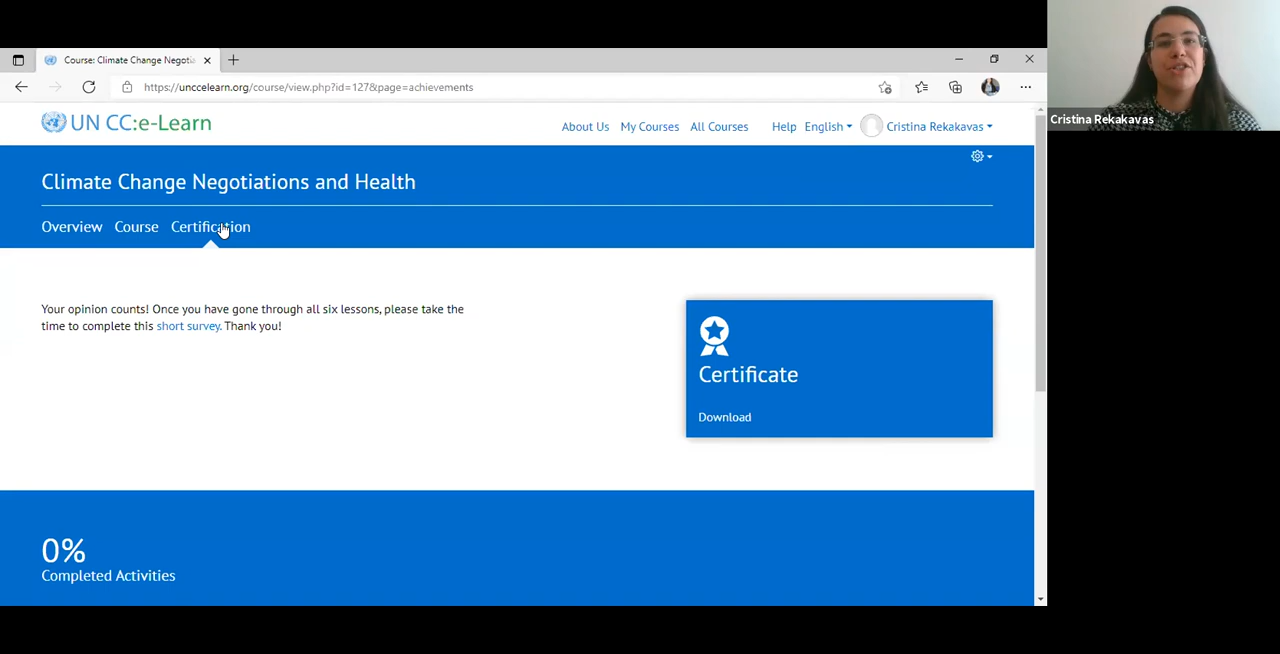 Course: Climate Change Negotia
https://unccelearn.org/course/view.php?id=127&page=achievements
UN CC:e-Learn
About Us My Courses All Courses Help English Cristina Rekakavas
Cristina Rekakavas
Climate Change Negotiations and Health
Overview Course Certification
Your opinion counts! Once you have gone through all six lessons, please take the
time to complete this short survey. Thank you!
Certificate
Download
0%
Completed Activities